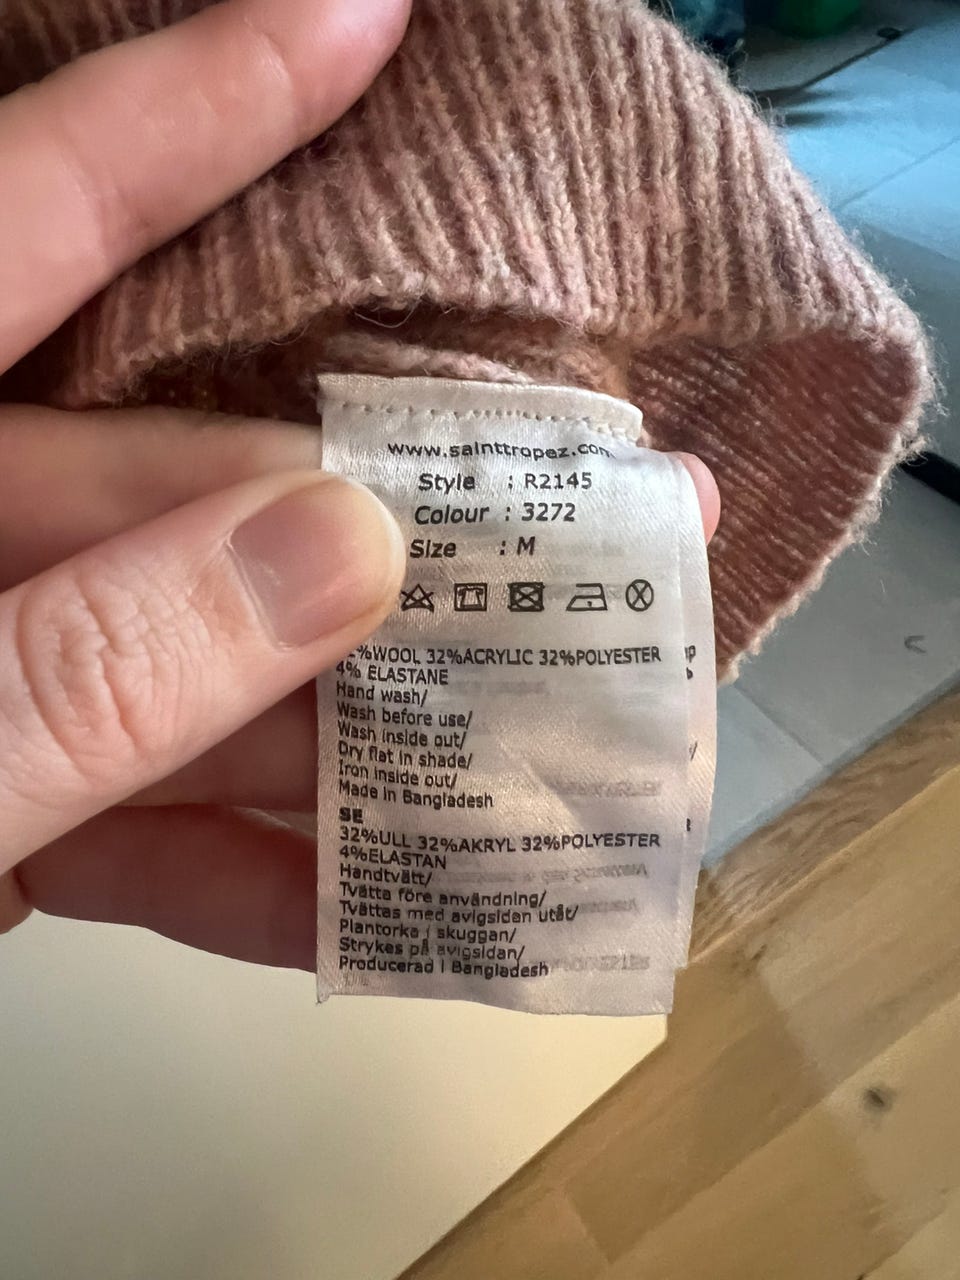 www.sainttropez.com
Style : R2145
Colour : 3272
Size : M
%WOOL 32%ACRYLIC 32%POLYESTER
4% ELASTANE
Hand wash/
Wash before use/
Wash inside out/
Dry flat in shade/
Iron inside out/
Made in Bangladesh
SE
32%ULL 32%AKRYL 32%POLYESTER
4%ELASTAN
Handtvätt/
Tvätta före användning/
Tvättas med avigsidan utåt/
Plantorka i skuggan/
Strykes på avigsidan/
Producerad i Bangladesh